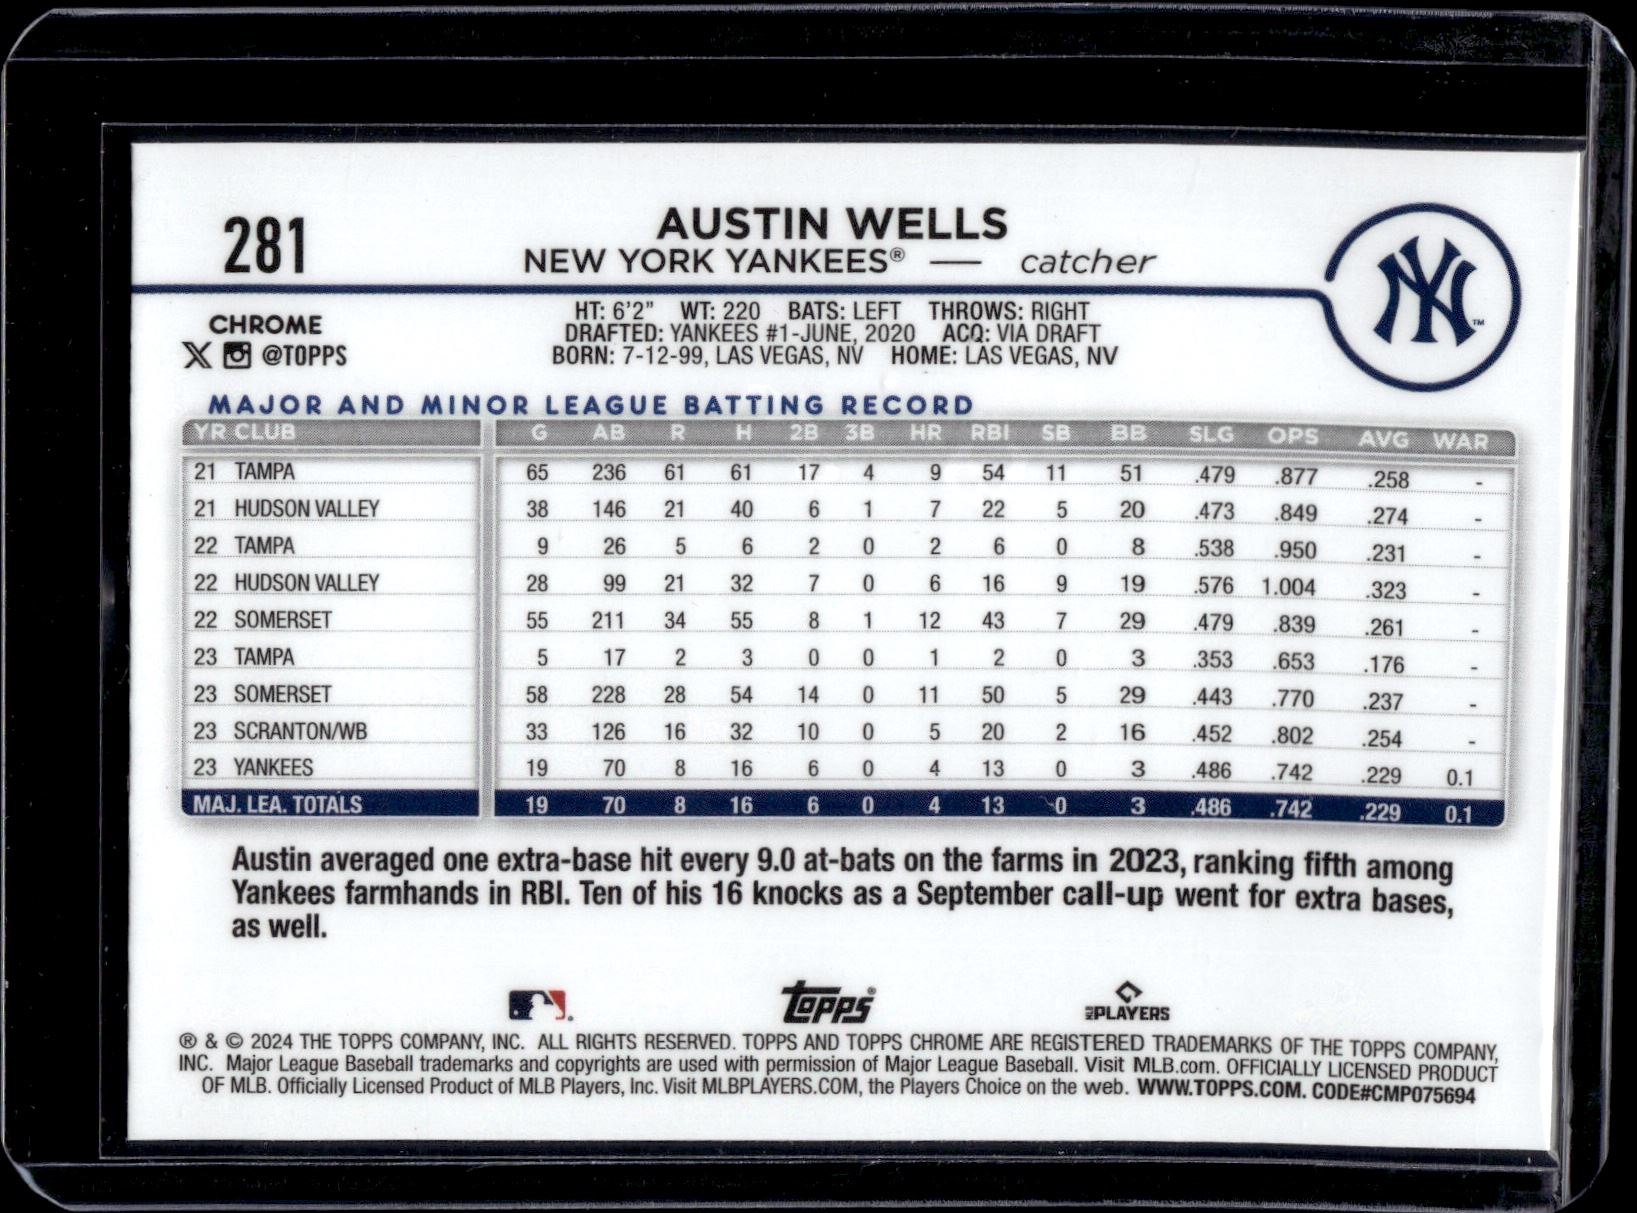 281
AUSTIN WELLS
NEW YORK YANKEES® — catcher
NY™
CHROME
X @TOPPS
HT: 6'2" WT: 220 BATS: LEFT THROWS: RIGHT
DRAFTED: YANKEES #1-JUNE, 2020 ACQ: VIA DRAFT
BORN: 7-12-99, LAS VEGAS, NV HOME: LAS VEGAS, NV
MAJOR AND MINOR LEAGUE BATTING RECORD
YR CLUB G AB R H 2B 3B HR RBI SB BB SLG OPS AVG WAR
21 TAMPA 65 236 61 61 17 4 9 54 11 51 .479 .877 .258 -
21 HUDSON VALLEY 38 146 21 40 6 1 7 22 5 20 .473 .849 .274 -
22 TAMPA 9 26 5 6 2 0 2 6 0 8 .538 .950 .231 -
22 HUDSON VALLEY 28 99 21 32 7 0 6 16 9 19 .576 1.004 .323 -
22 SOMERSET 55 211 34 55 8 1 12 43 7 29 .479 .839 .261 -
23 TAMPA 5 17 2 3 0 0 1 2 0 3 .353 .653 .176 -
23 SOMERSET 58 228 28 54 14 0 11 50 5 29 .443 .770 .237 -
23 SCRANTON/WB 33 126 16 32 10 0 5 20 2 16 .452 .802 .254 -
23 YANKEES 19 70 8 16 6 0 4 13 0 3 .486 .742 .229 0.1
MAJ. LEA. TOTALS 19 70 8 16 6 0 4 13 0 3 .486 .742 .229 0.1
Austin averaged one extra-base hit every 9.0 at-bats on the farms in 2023, ranking fifth among
Yankees farmhands in RBI. Ten of his 16 knocks as a September call-up went for extra bases,
as well.
TOPPS® PLAYERS
® & © 2024 THE TOPPS COMPANY, INC. ALL RIGHTS RESERVED. TOPPS AND TOPPS CHROME ARE REGISTERED TRADEMARKS OF THE TOPPS COMPANY,
INC. Major League Baseball trademarks and copyrights are used with permission of Major League Baseball. Visit MLB.com. OFFICIALLY LICENSED PRODUCT
OF MLB. Officially Licensed Product of MLB Players, Inc. Visit MLBPLAYERS.COM, the Players Choice on the web. WWW.TOPPS.COM. CODE#CMP075694